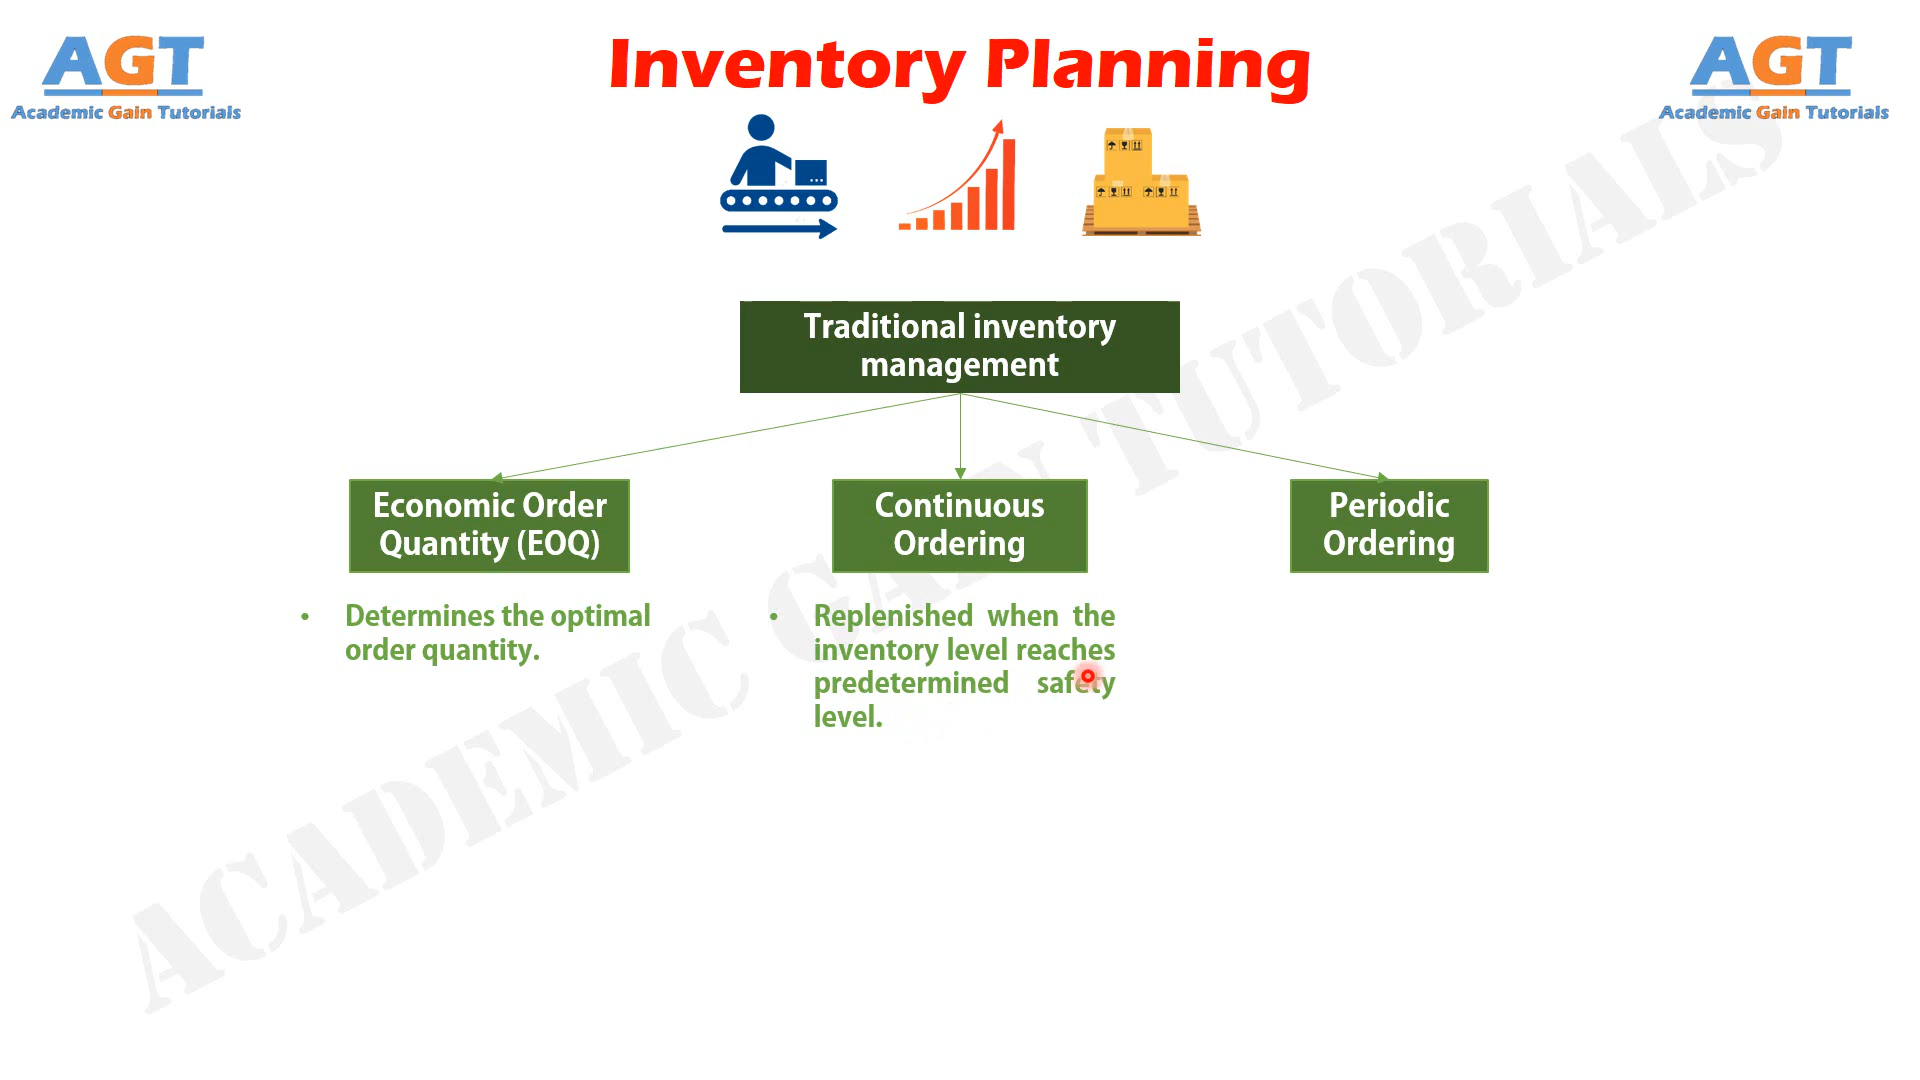 AGT
Academic Gain Tutorials
Inventory Planning
AGT
Academic Gain Tutorials
Traditional inventory
management
Economic Order
Quantity (EOQ)
Continuous
Ordering
Periodic
Ordering
• Determines the optimal
order quantity.
• Replenished when the
inventory level reaches
predetermined safety
level.
ACADEMIC GAIN TUTORIALS